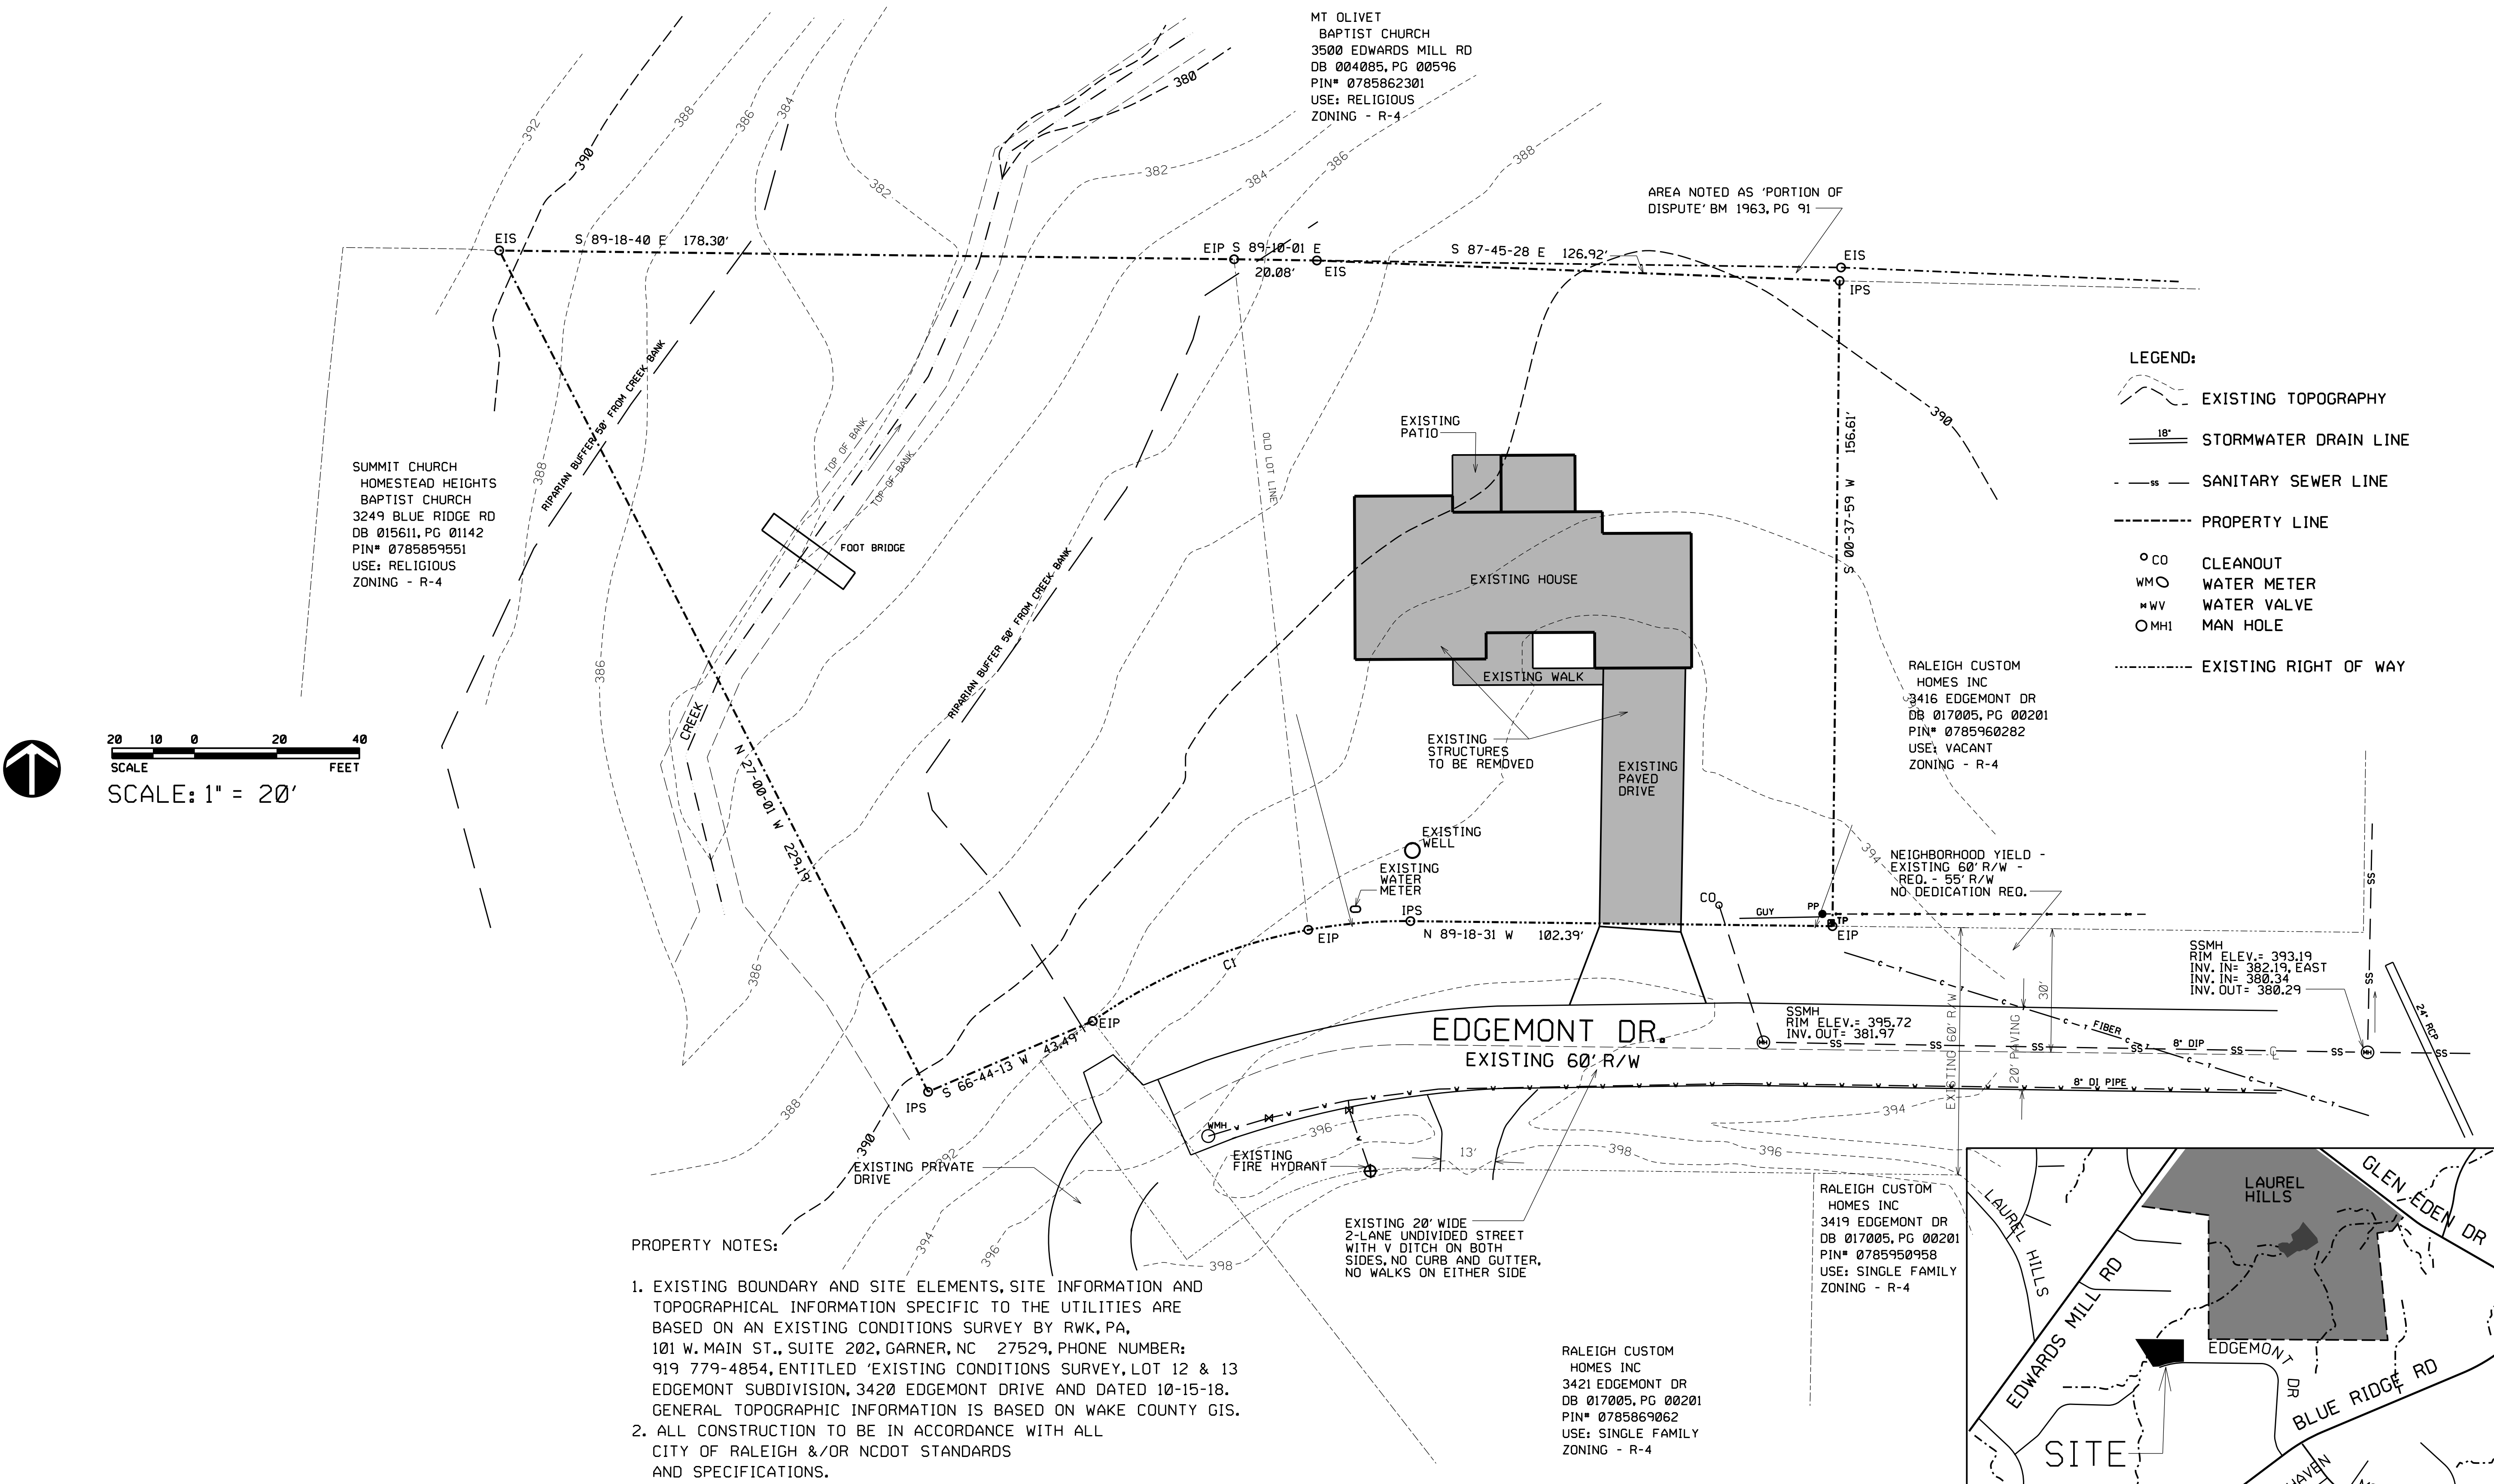 MT OLIVET
BAPTIST CHURCH
3500 EDWARDS MILL RD
DB 004085, PG 00596
PIN# 0785862301
USE: RELIGIOUS
ZONING - R-4
392
390
388
386
384
382
380
382
384
386
388
AREA NOTED AS 'PORTION OF
DISPUTE' BM 1963, PG 91
EIS
S 89-18-40 E 178.30'
EIP S 89-10-01 E
20.08'
EIS
S 87-45-28 E 126.92'
EIS
IPS
LEGEND:
EXISTING TOPOGRAPHY
18"
STORMWATER DRAIN LINE
SS
SANITARY SEWER LINE
PROPERTY LINE
CO
CLEANOUT
WM
WATER METER
WV
WATER VALVE
MH1
MAN HOLE
EXISTING RIGHT OF WAY
RIPARIAN BUFFER 50' FROM CREEK BANK
TOP OF BANK
TOP OF BANK
OLD LOT LINE
EXISTING
PATIO
390
S 00-37-59 W 156.61'
SUMMIT CHURCH
HOMESTEAD HEIGHTS
BAPTIST CHURCH
3249 BLUE RIDGE RD
DB 015611, PG 01142
PIN# 0785859551
USE: RELIGIOUS
ZONING - R-4
388
FOOT BRIDGE
RIPARIAN BUFFER 50' FROM CREEK BANK
EXISTING HOUSE
EXISTING WALK
386
CREEK
N 27-00-01 W 229.19'
RALEIGH CUSTOM
HOMES INC
3416 EDGEMONT DR
DB 017005, PG 00201
PIN# 0785960282
USE: VACANT
ZONING - R-4
20 10 0 20 40
SCALE FEET
SCALE: 1" = 20'
EXISTING
STRUCTURES
TO BE REMOVED
EXISTING
PAVED
DRIVE
EXISTING
WELL
EXISTING
WATER
METER
394
NEIGHBORHOOD YIELD -
EXISTING 60' R/W -
REQ. - 55' R/W
NO DEDICATION REQ.
IPS
EIP
N 89-18-31 W 102.39'
CO
GUY
PP
TP
EIP
C1
386
SSMH
RIM ELEV.= 393.19
INV. IN= 382.19, EAST
INV. IN= 380.34
INV. OUT= 380.29
SS
24" RCP
EIP
S 66-44-13 W 43.49'
IPS
EDGEMONT DR.
EXISTING 60' R/W
SSMH
RIM ELEV.= 395.72
INV. OUT= 381.97
EXISTING 60' R/W
20' PAVING
30'
C T FIBER C T
SS SS SS SS 8" DIP SS SS SS
8" DI PIPE
388
390
392
394
396
398
WMH
396
EXISTING
FIRE HYDRANT
13'
398
394
396
EXISTING PRIVATE
DRIVE
EXISTING 20' WIDE
2-LANE UNDIVIDED STREET
WITH V DITCH ON BOTH
SIDES, NO CURB AND GUTTER,
NO WALKS ON EITHER SIDE
RALEIGH CUSTOM
HOMES INC
3419 EDGEMONT DR
DB 017005, PG 00201
PIN# 0785950958
USE: SINGLE FAMILY
ZONING - R-4
RALEIGH CUSTOM
HOMES INC
3421 EDGEMONT DR
DB 017005, PG 00201
PIN# 0785869062
USE: SINGLE FAMILY
ZONING - R-4
PROPERTY NOTES:
1. EXISTING BOUNDARY AND SITE ELEMENTS, SITE INFORMATION AND
TOPOGRAPHICAL INFORMATION SPECIFIC TO THE UTILITIES ARE
BASED ON AN EXISTING CONDITIONS SURVEY BY RWK, PA,
101 W. MAIN ST., SUITE 202, GARNER, NC 27529, PHONE NUMBER:
919 779-4854, ENTITLED 'EXISTING CONDITIONS SURVEY, LOT 12 & 13
EDGEMONT SUBDIVISION, 3420 EDGEMONT DRIVE AND DATED 10-15-18.
GENERAL TOPOGRAPHIC INFORMATION IS BASED ON WAKE COUNTY GIS.
2. ALL CONSTRUCTION TO BE IN ACCORDANCE WITH ALL
CITY OF RALEIGH &/OR NCDOT STANDARDS
AND SPECIFICATIONS.
LAUREL
HILLS
GLEN EDEN DR
LAUREL HILLS
EDWARDS MILL RD
EDGEMONT DR
BLUE RIDGE RD
SITE